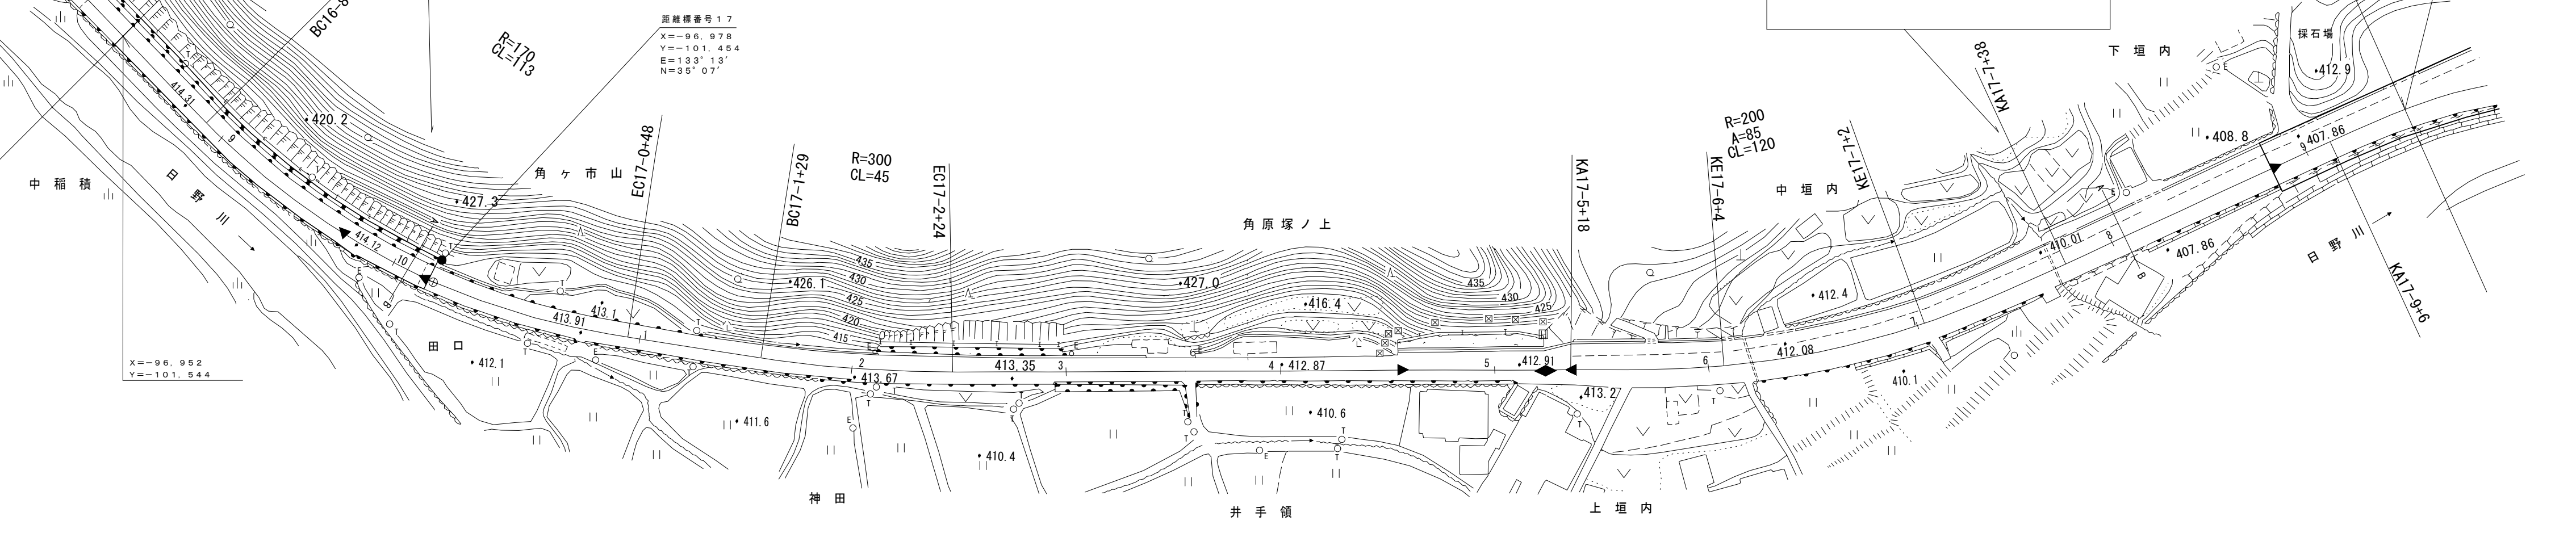 BC16-8
R=170
CL=113
距離標番号１７
X=-96. 978
Y=-101. 454
E=133° 13′
N=35° 07′
採石場
下 垣 内
KA17-7+38
412.9
414.31
9
420.2
中 稲 積
日 野 川
角 ヶ 市 山
EC17-0+48
BC17-1+29
R=300
CL=45
EC17-2+24
KA17-5+18
KE17-6+4
R=200
A=85
CL=120
KE17-7+2
中 垣 内
408.8
407.86
9
427.3
414.12
10
角 原 塚 ノ 上
435
430
425
420
415
426.1
427.0
416.4
435
430
425
412.4
410.01
8
407.86
日 野 川
KA17-9+6
B
B
413.91
413.1
1
2
413.67
413.35
3
4
412.87
5
412.91
6
412.08
7
413.2
410.1
X=-96. 952
Y=-101. 544
田 口
412.1
411.6
410.4
410.6
神 田
井 手 領
上 垣 内